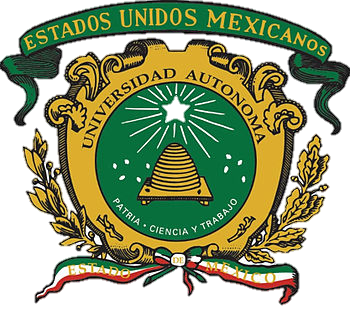 ESTADOS UNIDOS MEXICANOS
UNIVERSIDAD AUTONOMA
PATRIA • CIENCIA Y TRABAJO
ESTADO DE MEXICO